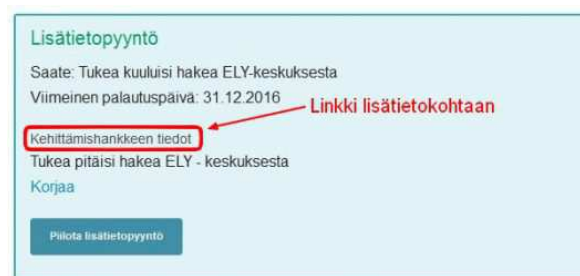 Lisätietopyyntö
Saate: Tukea kuuluisi hakea ELY-keskuksesta
Viimeinen palautuspäivä: 31.12.2016
Linkki lisätietokohtaan
Kehittämishankkeen tiedot
Tukea pitäisi hakea ELY - keskuksesta
Korjaa
Piilota lisätietopyyntö